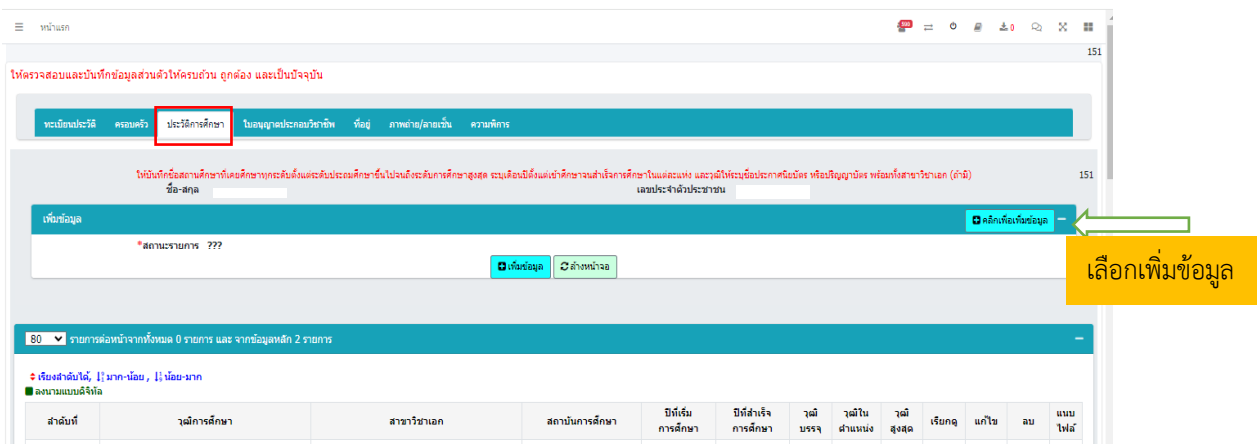 หน้าแรก
593
0
151
ให้ตรวจสอบและบันทึกข้อมูลส่วนตัวให้ครบถ้วน ถูกต้อง และเป็นปัจจุบัน
ทะเบียนประวัติ ครอบครัว ประวัติการศึกษา ใบอนุญาตประกอบวิชาชีพ ที่อยู่ ภาพถ่าย/ลายเซ็น ความพิการ
ให้บันทึกชื่อสถานศึกษาที่เคยศึกษาทุกระดับตั้งแต่ระดับประถมศึกษาขึ้นไปจนถึงระดับการศึกษาสูงสุด ระบุเดือนปีตั้งแต่เข้าศึกษาจนสำเร็จการศึกษาในแต่ละแห่ง และวุฒิให้ระบุชื่อประกาศนียบัตร หรือปริญญาบัตร พร้อมทั้งสาขาวิชาเอก (ถ้ามี) 151
ชื่อ-สกุล เลขประจำตัวประชาชน
เพิ่มข้อมูล คลิกเพื่อเพิ่มข้อมูล
*สถานะรายการ ???
เพิ่มข้อมูล ล้างหน้าจอ
เลือกเพิ่มข้อมูล
80 รายการต่อหน้าจากทั้งหมด 0 รายการ และ จากข้อมูลหลัก 2 รายการ
เรียงลำดับได้, มาก-น้อย , น้อย-มาก
ลงนามแบบดิจิทัล
ลำดับที่ วุฒิการศึกษา สาขาวิชาเอก สถาบันการศึกษา ปีที่เริ่มการศึกษา ปีที่สำเร็จการศึกษา วุฒิบรรจุ วุฒิในตำแหน่ง วุฒิสูงสุด เรียกดู แก้ไข ลบ แนบไฟล์